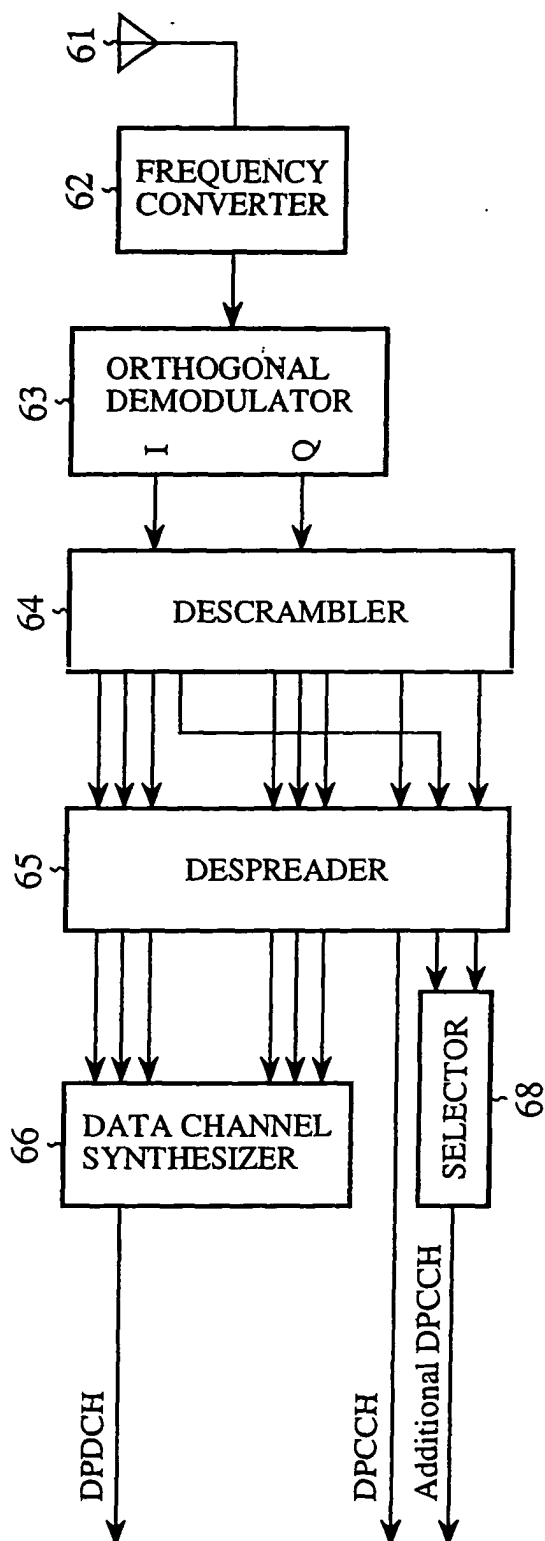 61
62
FREQUENCY
CONVERTER
63
ORTHOGONAL
DEMODULATOR
I
Q
64
DESCRAMBLER
65
DESPREADER
66
DATA CHANNEL
SYNTHESIZER
SELECTOR
68
DPDCH
DPCCH
Additional DPCCH